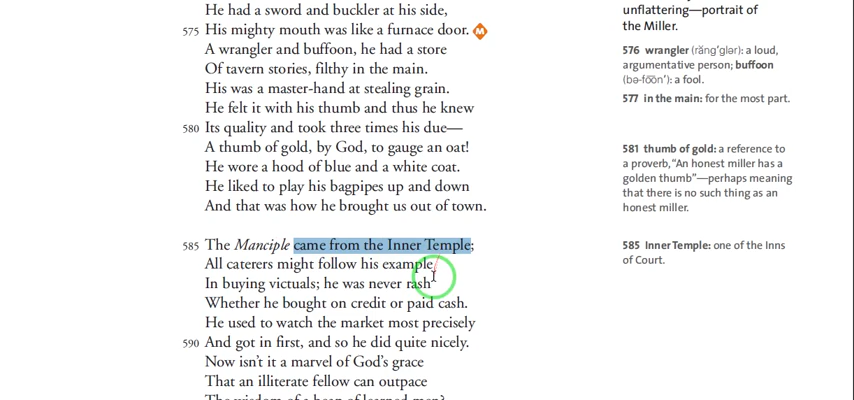 He had a sword and buckler at his side,
575 His mighty mouth was like a furnace door. M
A wrangler and buffoon, he had a store
Of tavern stories, filthy in the main.
His was a master-hand at stealing grain.
He felt it with his thumb and thus he knew
580 Its quality and took three times his due—
A thumb of gold, by God, to gauge an oat!
He wore a hood of blue and a white coat.
He liked to play his bagpipes up and down
And that was how he brought us out of town.
585 The Manciple came from the Inner Temple;
All caterers might follow his example
In buying victuals; he was never rash
Whether he bought on credit or paid cash.
He used to watch the market most precisely
590 And got in first, and so he did quite nicely.
Now isn't it a marvel of God's grace
That an illiterate fellow can outpace
The wisdom of a heap of learned men?
unflattering—portrait of
the Miller.
576 wrangler (răng′glər): a loud,
argumentative person; buffoon
(bə-fo͞on′): a fool.
577 in the main: for the most part.
581 thumb of gold: a reference to
a proverb, “An honest miller has a
golden thumb”—perhaps meaning
that there is no such thing as an
honest miller.
585 Inner Temple: one of the Inns
of Court.